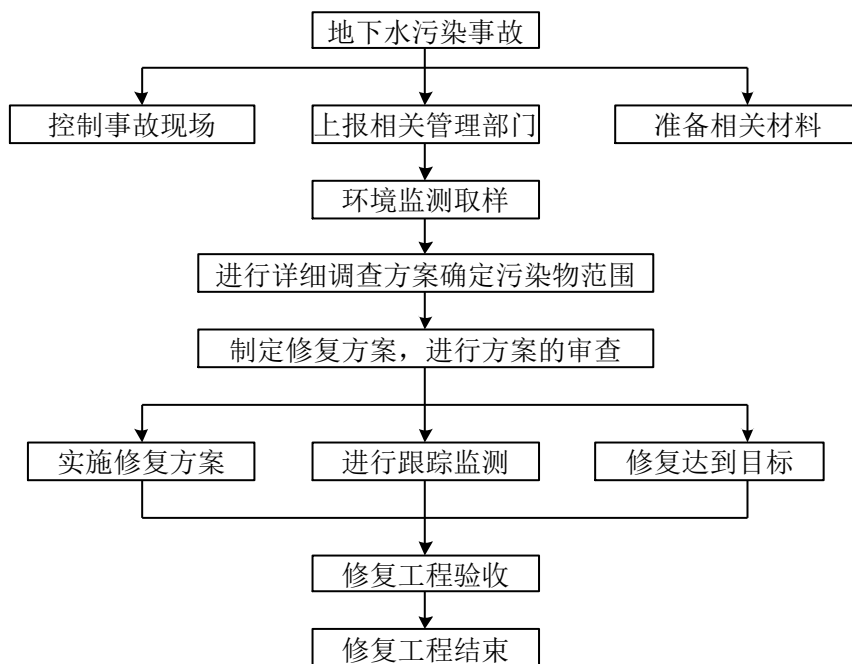 地下水污染事故
控制事故现场
上报相关管理部门
准备相关材料
环境监测取样
进行详细调查方案确定污染物范围
制定修复方案，进行方案的审查
实施修复方案
进行跟踪监测
修复达到目标
修复工程验收
修复工程结束